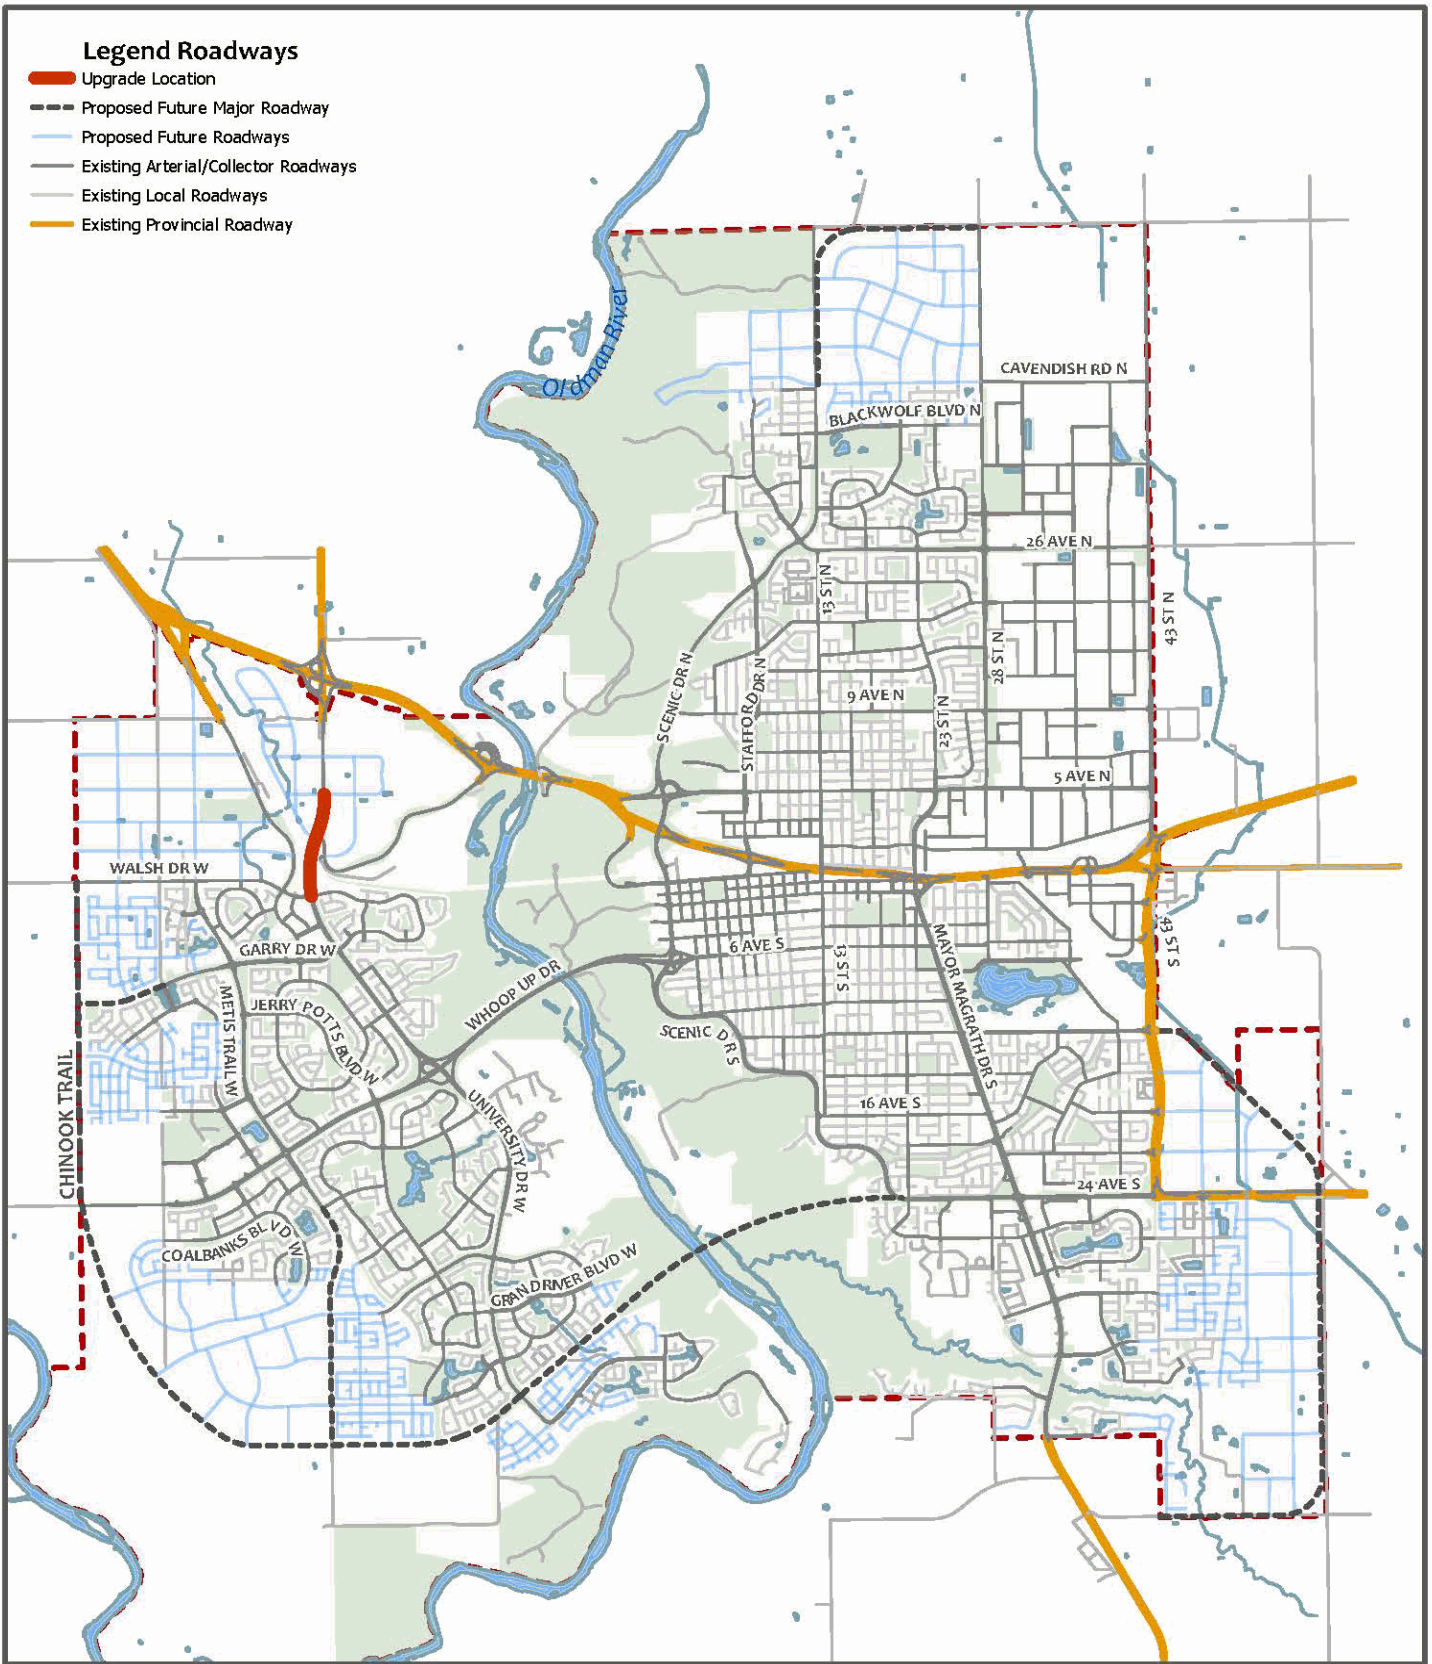 Legend Roadways
Upgrade Location
Proposed Future Major Roadway
Proposed Future Roadways
Existing Arterial/Collector Roadways
Existing Local Roadways
Existing Provincial Roadway
Oldman River
CAVENDISH RD N
BLACKWOLF BLVD N
26 AVE N
13 ST N
43 ST N
28 ST N
SCENIC DR N
STAFFORD DR N
9 AVE N
23 ST N
5 AVE N
WALSH DR W
GARRY DR W
6 AVE S
13 ST S
MAYOR MAGRATH DR S
43 ST S
WHOOP UP DR
METIS TRAIL W
JERRY POTTS BLVD W
SCENIC DR S
CHINOOK TRAIL
UNIVERSITY DR W
16 AVE S
24 AVE S
COALBANKS BLVD W
GRANDRIVER BLVD W